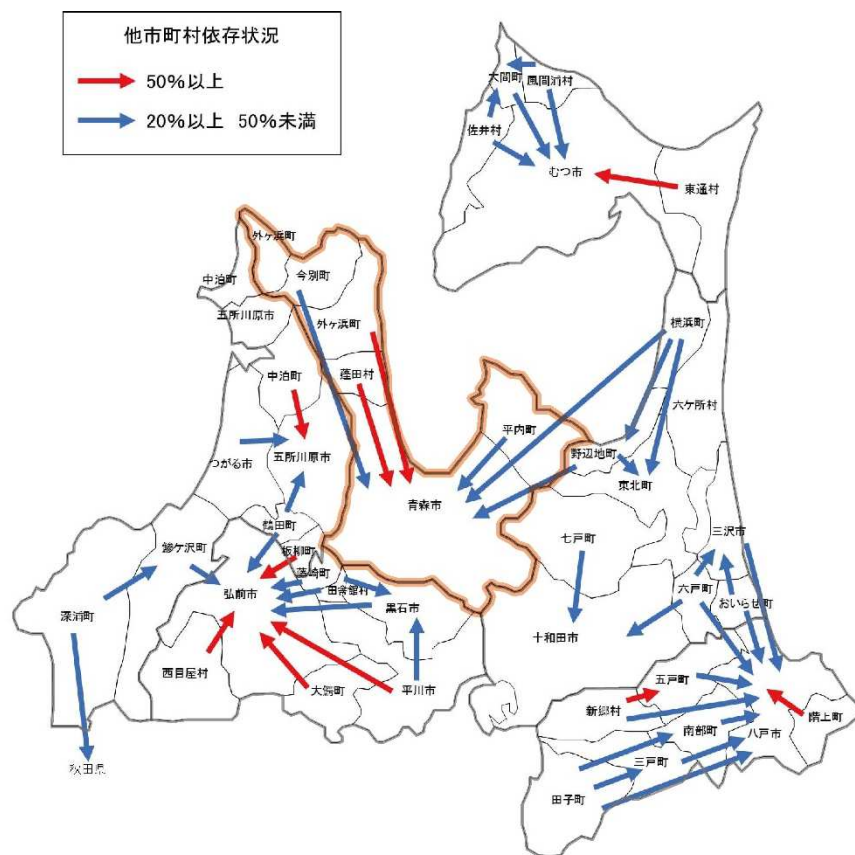 他市町村依存状況
50%以上
20%以上 50%未満
大間町
風間浦村
佐井村
むつ市
東通村
外ヶ浜町
中泊町
今別町
五所川原市
外ヶ浜町
横浜町
中泊町
蓬田村
六ケ所村
平内町
つがる市
五所川原市
野辺地町
東北町
青森市
鶴田町
七戸町
三沢市
鰺ケ沢町
板柳町
藤崎町
弘前市
田舎館村
六戸町
おいらせ町
深浦町
黒石市
十和田市
西目屋村
大鰐町
平川市
五戸町
新郷村
南部町
八戸市
階上町
三戸町
秋田県
田子町